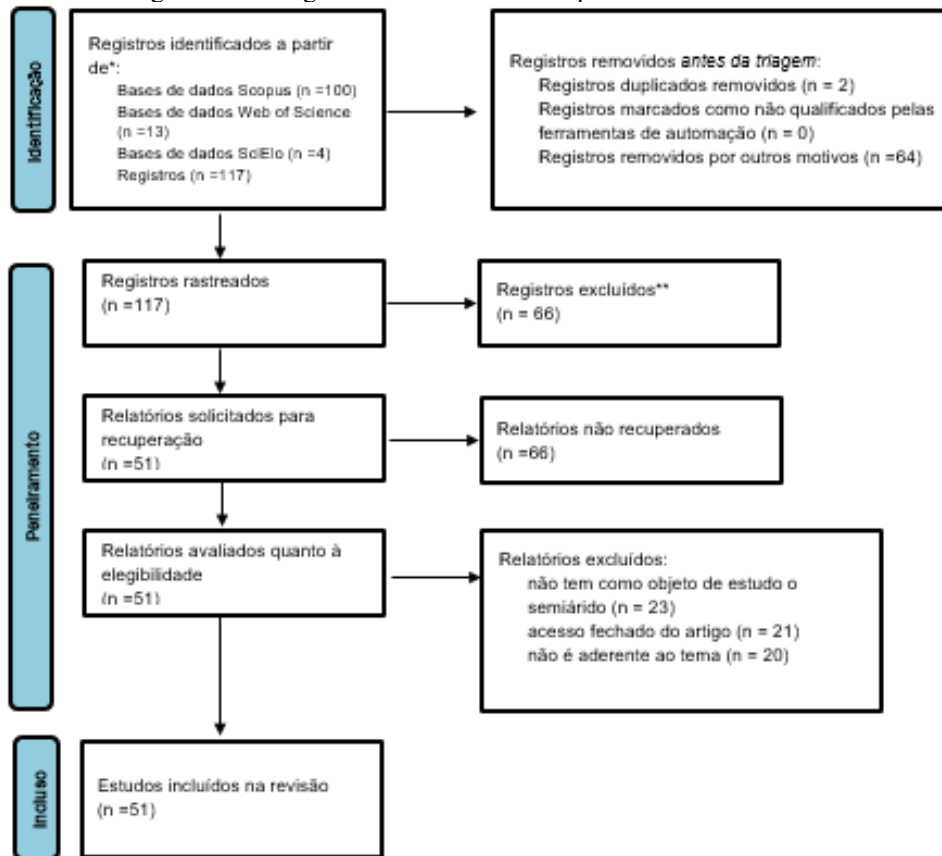 Identificação
Registros identificados a partir
de*:
Bases de dados Scopus (n =100)
Bases de dados Web of Science
(n =13)
Bases de dados SciElo (n =4)
Registros (n =117)
Registros removidos antes da triagem:
Registros duplicados removidos (n = 2)
Registros marcados como não qualificados pelas
ferramentas de automação (n = 0)
Registros removidos por outros motivos (n =64)
Peneiramento
Registros rastreados
(n =117)
Registros excluídos**
(n = 66)
Relatórios solicitados para
recuperação
(n =51)
Relatórios não recuperados
(n =66)
Relatórios avaliados quanto à
elegibilidade
(n =51)
Relatórios excluídos:
não tem como objeto de estudo o
semiárido (n = 23)
acesso fechado do artigo (n = 21)
não é aderente ao tema (n = 20)
Incluso
Estudos incluídos na revisão
(n =51)